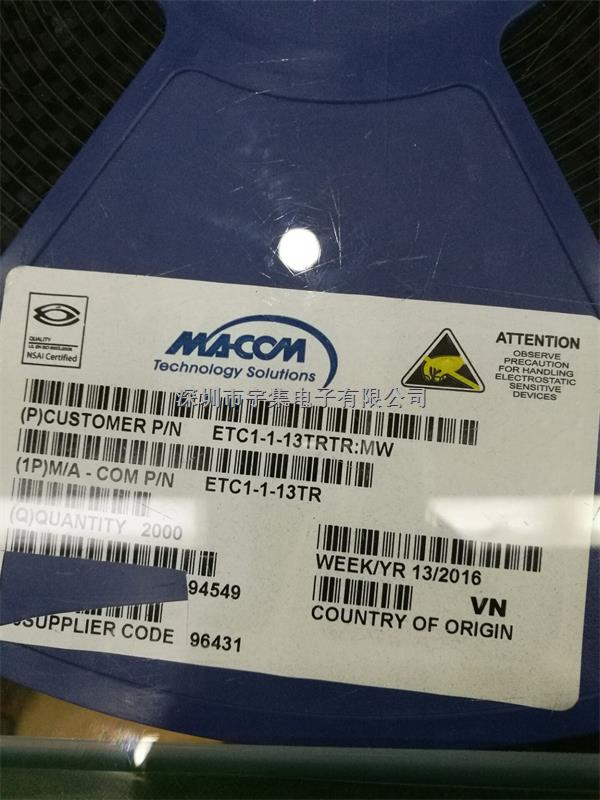 QUALITY
NSAI Certified
MACOM
Technology Solutions
ATTENTION
OBSERVE
PRECAUTION
FOR HANDLING
ELECTROSTATIC
SENSITIVE
DEVICES
深圳市宇集电子有限公司
(P)CUSTOMER P/N ETC1-1-13TRTR:MW
(1P)M/A - COM P/N ETC1-1-13TR
(Q)QUANTITY 2000
94549
SUPPLIER CODE 96431
WEEK/YR 13/2016
VN
COUNTRY OF ORIGIN